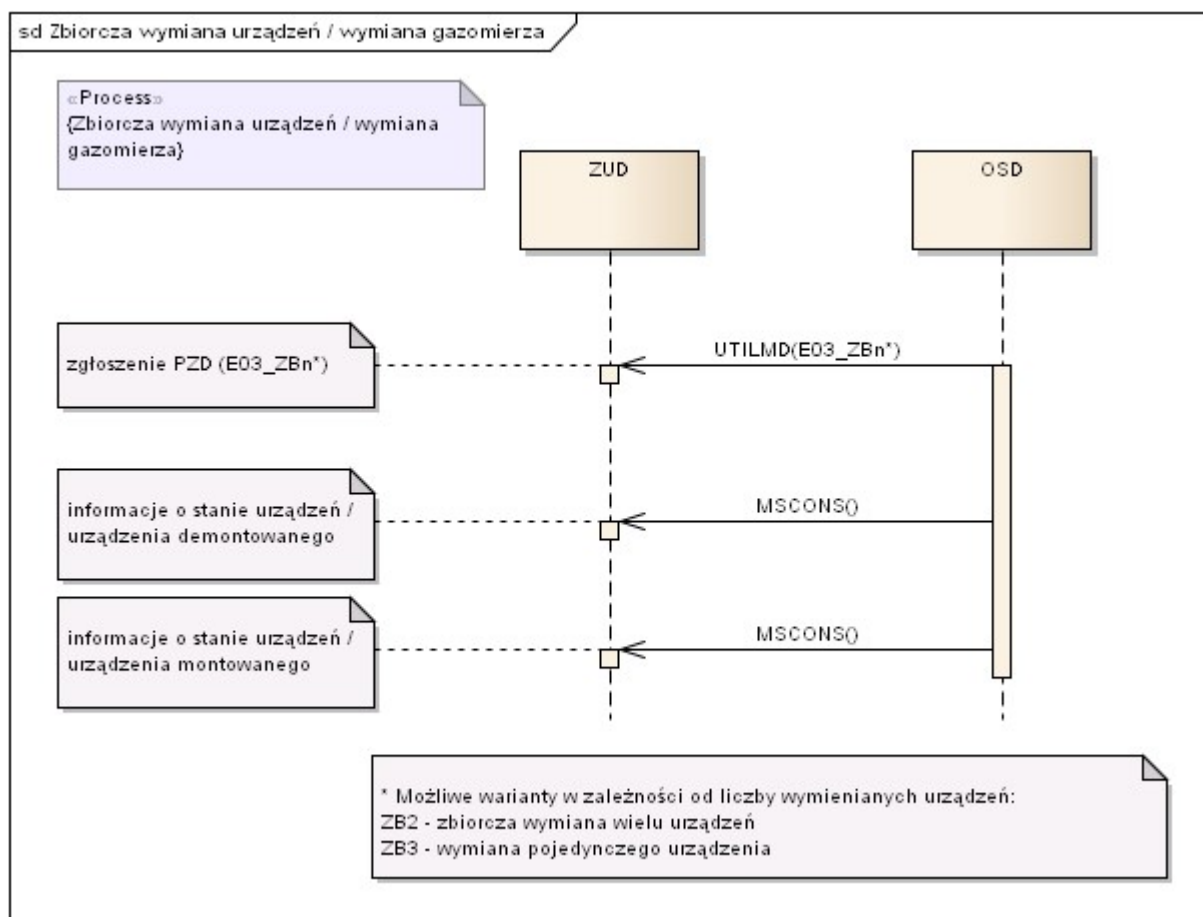 sd Zbiorcza wymiana urządzeń / wymiana gazomierza
«Process»
{Zbiorcza wymiana urządzeń / wymiana
gazomierza}
ZUD
OSD
zgłoszenie PZD (E03_ZBn*)
UTILMD(E03_ZBn*)
informacje o stanie urządzeń /
urządzenia demontowanego
MSCONS()
informacje o stanie urządzeń /
urządzenia montowanego
MSCONS()
* Możliwe warianty w zależności od liczby wymienianych urządzeń:
ZB2 - zbiorcza wymiana wielu urządzeń
ZB3 - wymiana pojedynczego urządzenia